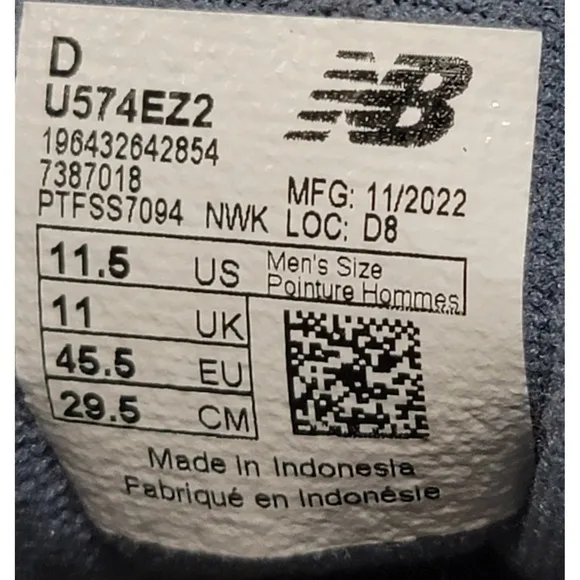 D
NB
U574EZ2
196432642854
7387018
MFG: 11/2022
PTFSS7094 NWK LOC: D8
11.5 US Men's Size
Pointure Hommes
11 UK
45.5 EU
29.5 CM
Made in Indonesia
Fabriqué en Indonésie